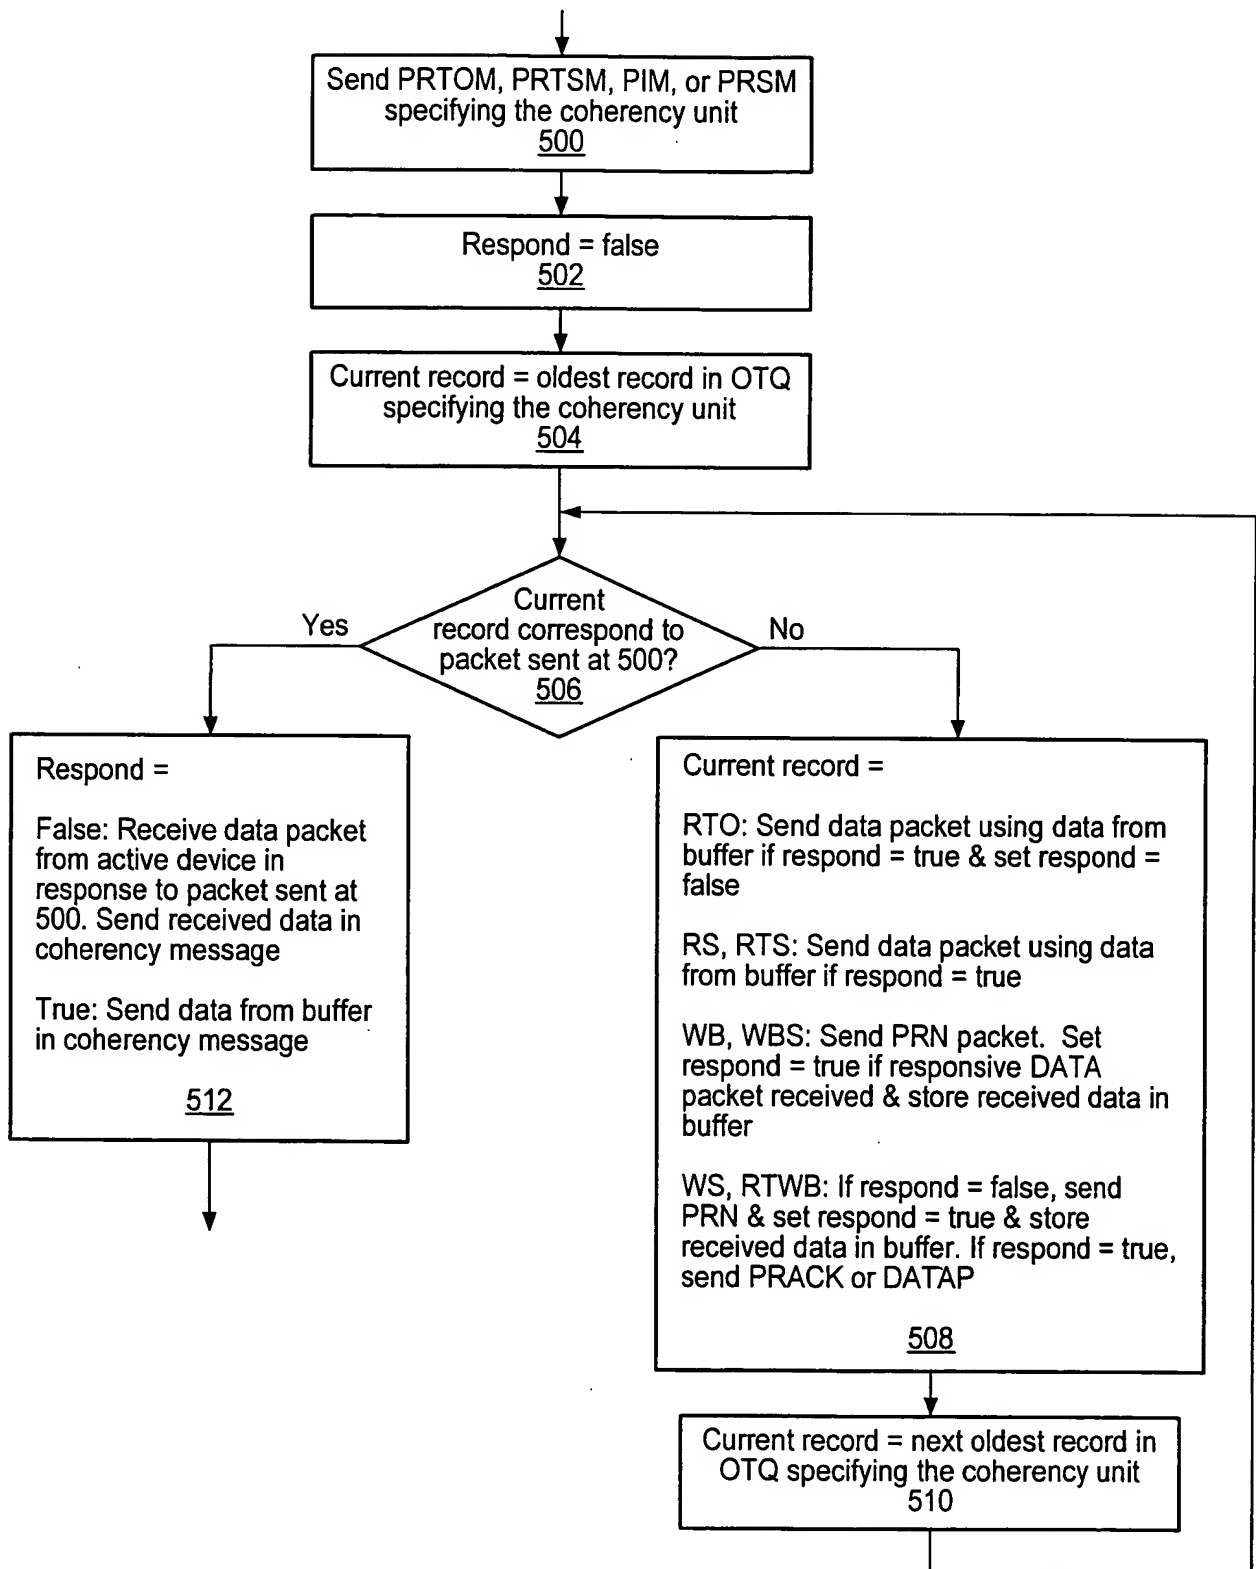 Send PRTOM, PRTSM, PIM, or PRSM
specifying the coherency unit
500
Respond = false
502
Current record = oldest record in OTQ
specifying the coherency unit
504
Current
record correspond to
packet sent at 500?
506
Yes
No
Respond =
False: Receive data packet
from active device in
response to packet sent at
500. Send received data in
coherency message
True: Send data from buffer
in coherency message
512
Current record =
RTO: Send data packet using data from
buffer if respond = true & set respond =
false
RS, RTS: Send data packet using data
from buffer if respond = true
WB, WBS: Send PRN packet. Set
respond = true if responsive DATA
packet received & store received data in
buffer
WS, RTWB: If respond = false, send
PRN & set respond = true & store
received data in buffer. If respond = true,
send PRACK or DATAP
508
Current record = next oldest record in
OTQ specifying the coherency unit
510